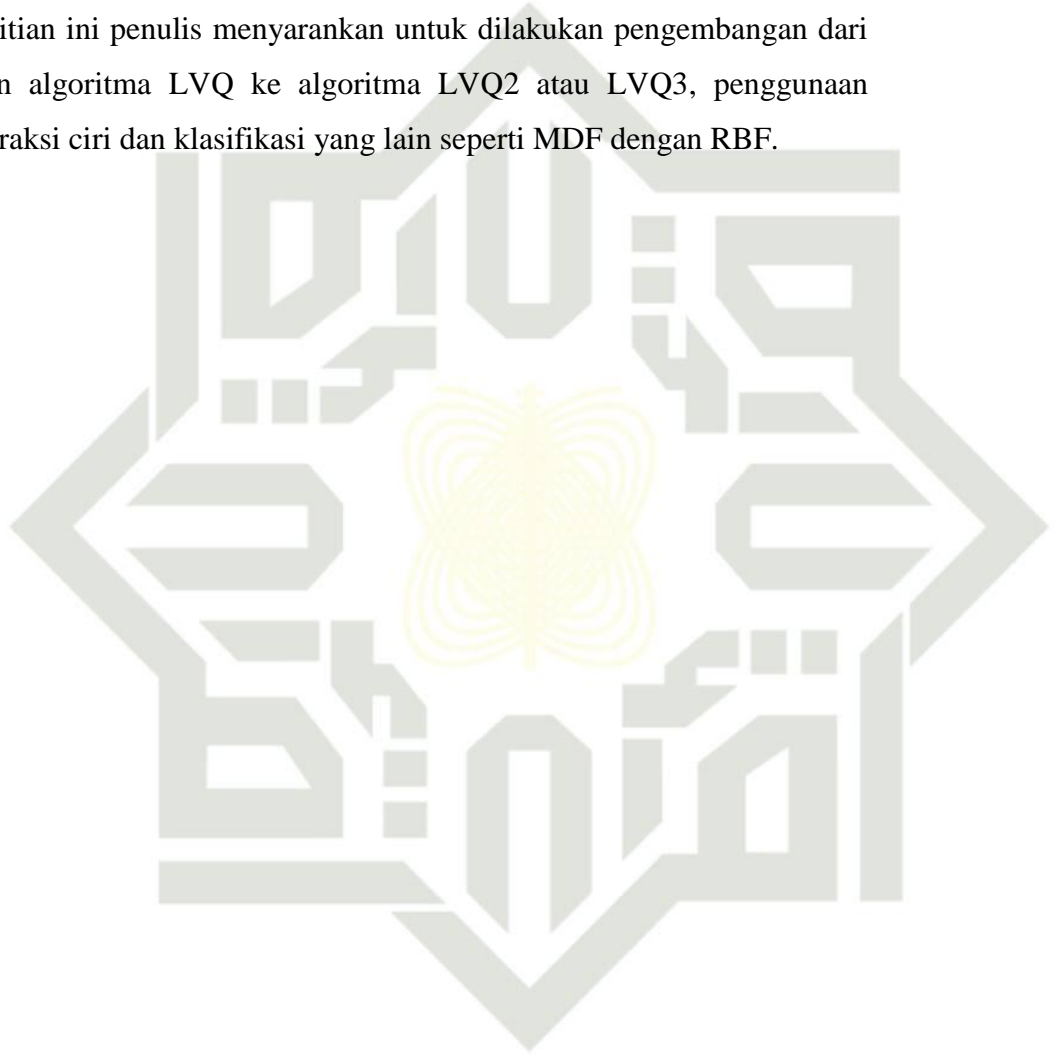 itian ini penulis menyarankan untuk dilakukan pengembangan dari
n algoritma LVQ ke algoritma LVQ2 atau LVQ3, penggunaan
raksi ciri dan klasifikasi yang lain seperti MDF dengan RBF.